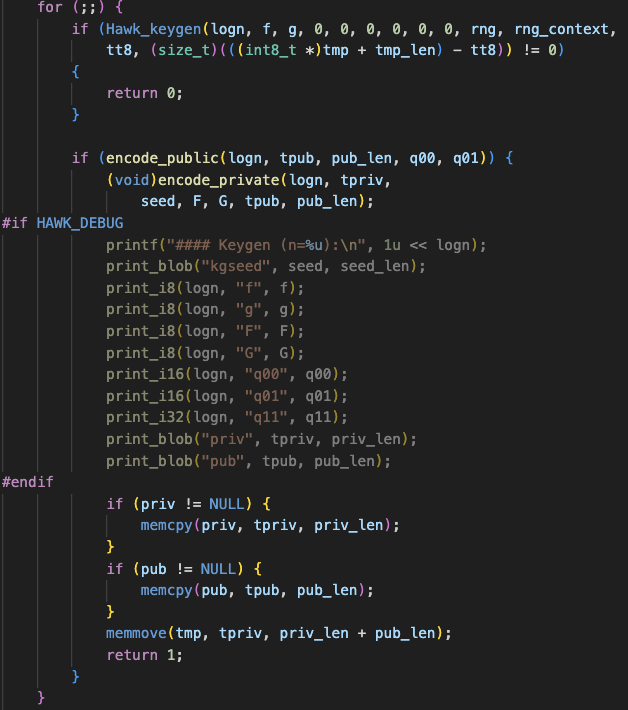 for (;;) {
if (Hawk_keygen(logn, f, g, 0, 0, 0, 0, 0, 0, rng, rng_context,
tt8, (size_t)(((int8_t *)tmp + tmp_len) - tt8)) != 0)
{
return 0;
}
if (encode_public(logn, tpub, pub_len, q00, q01)) {
(void)encode_private(logn, tpriv,
seed, F, G, tpub, pub_len);
#if HAWK_DEBUG
printf("#### Keygen (n=%u):\n", 1u << logn);
print_blob("kgseed", seed, seed_len);
print_i8(logn, "f", f);
print_i8(logn, "g", g);
print_i8(logn, "F", F);
print_i8(logn, "G", G);
print_i16(logn, "q00", q00);
print_i16(logn, "q01", q01);
print_i32(logn, "q11", q11);
print_blob("priv", tpriv, priv_len);
print_blob("pub", tpub, pub_len);
#endif
if (priv != NULL) {
memcpy(priv, tpriv, priv_len);
}
if (pub != NULL) {
memcpy(pub, tpub, pub_len);
}
memmove(tmp, tpriv, priv_len + pub_len);
return 1;
}
}